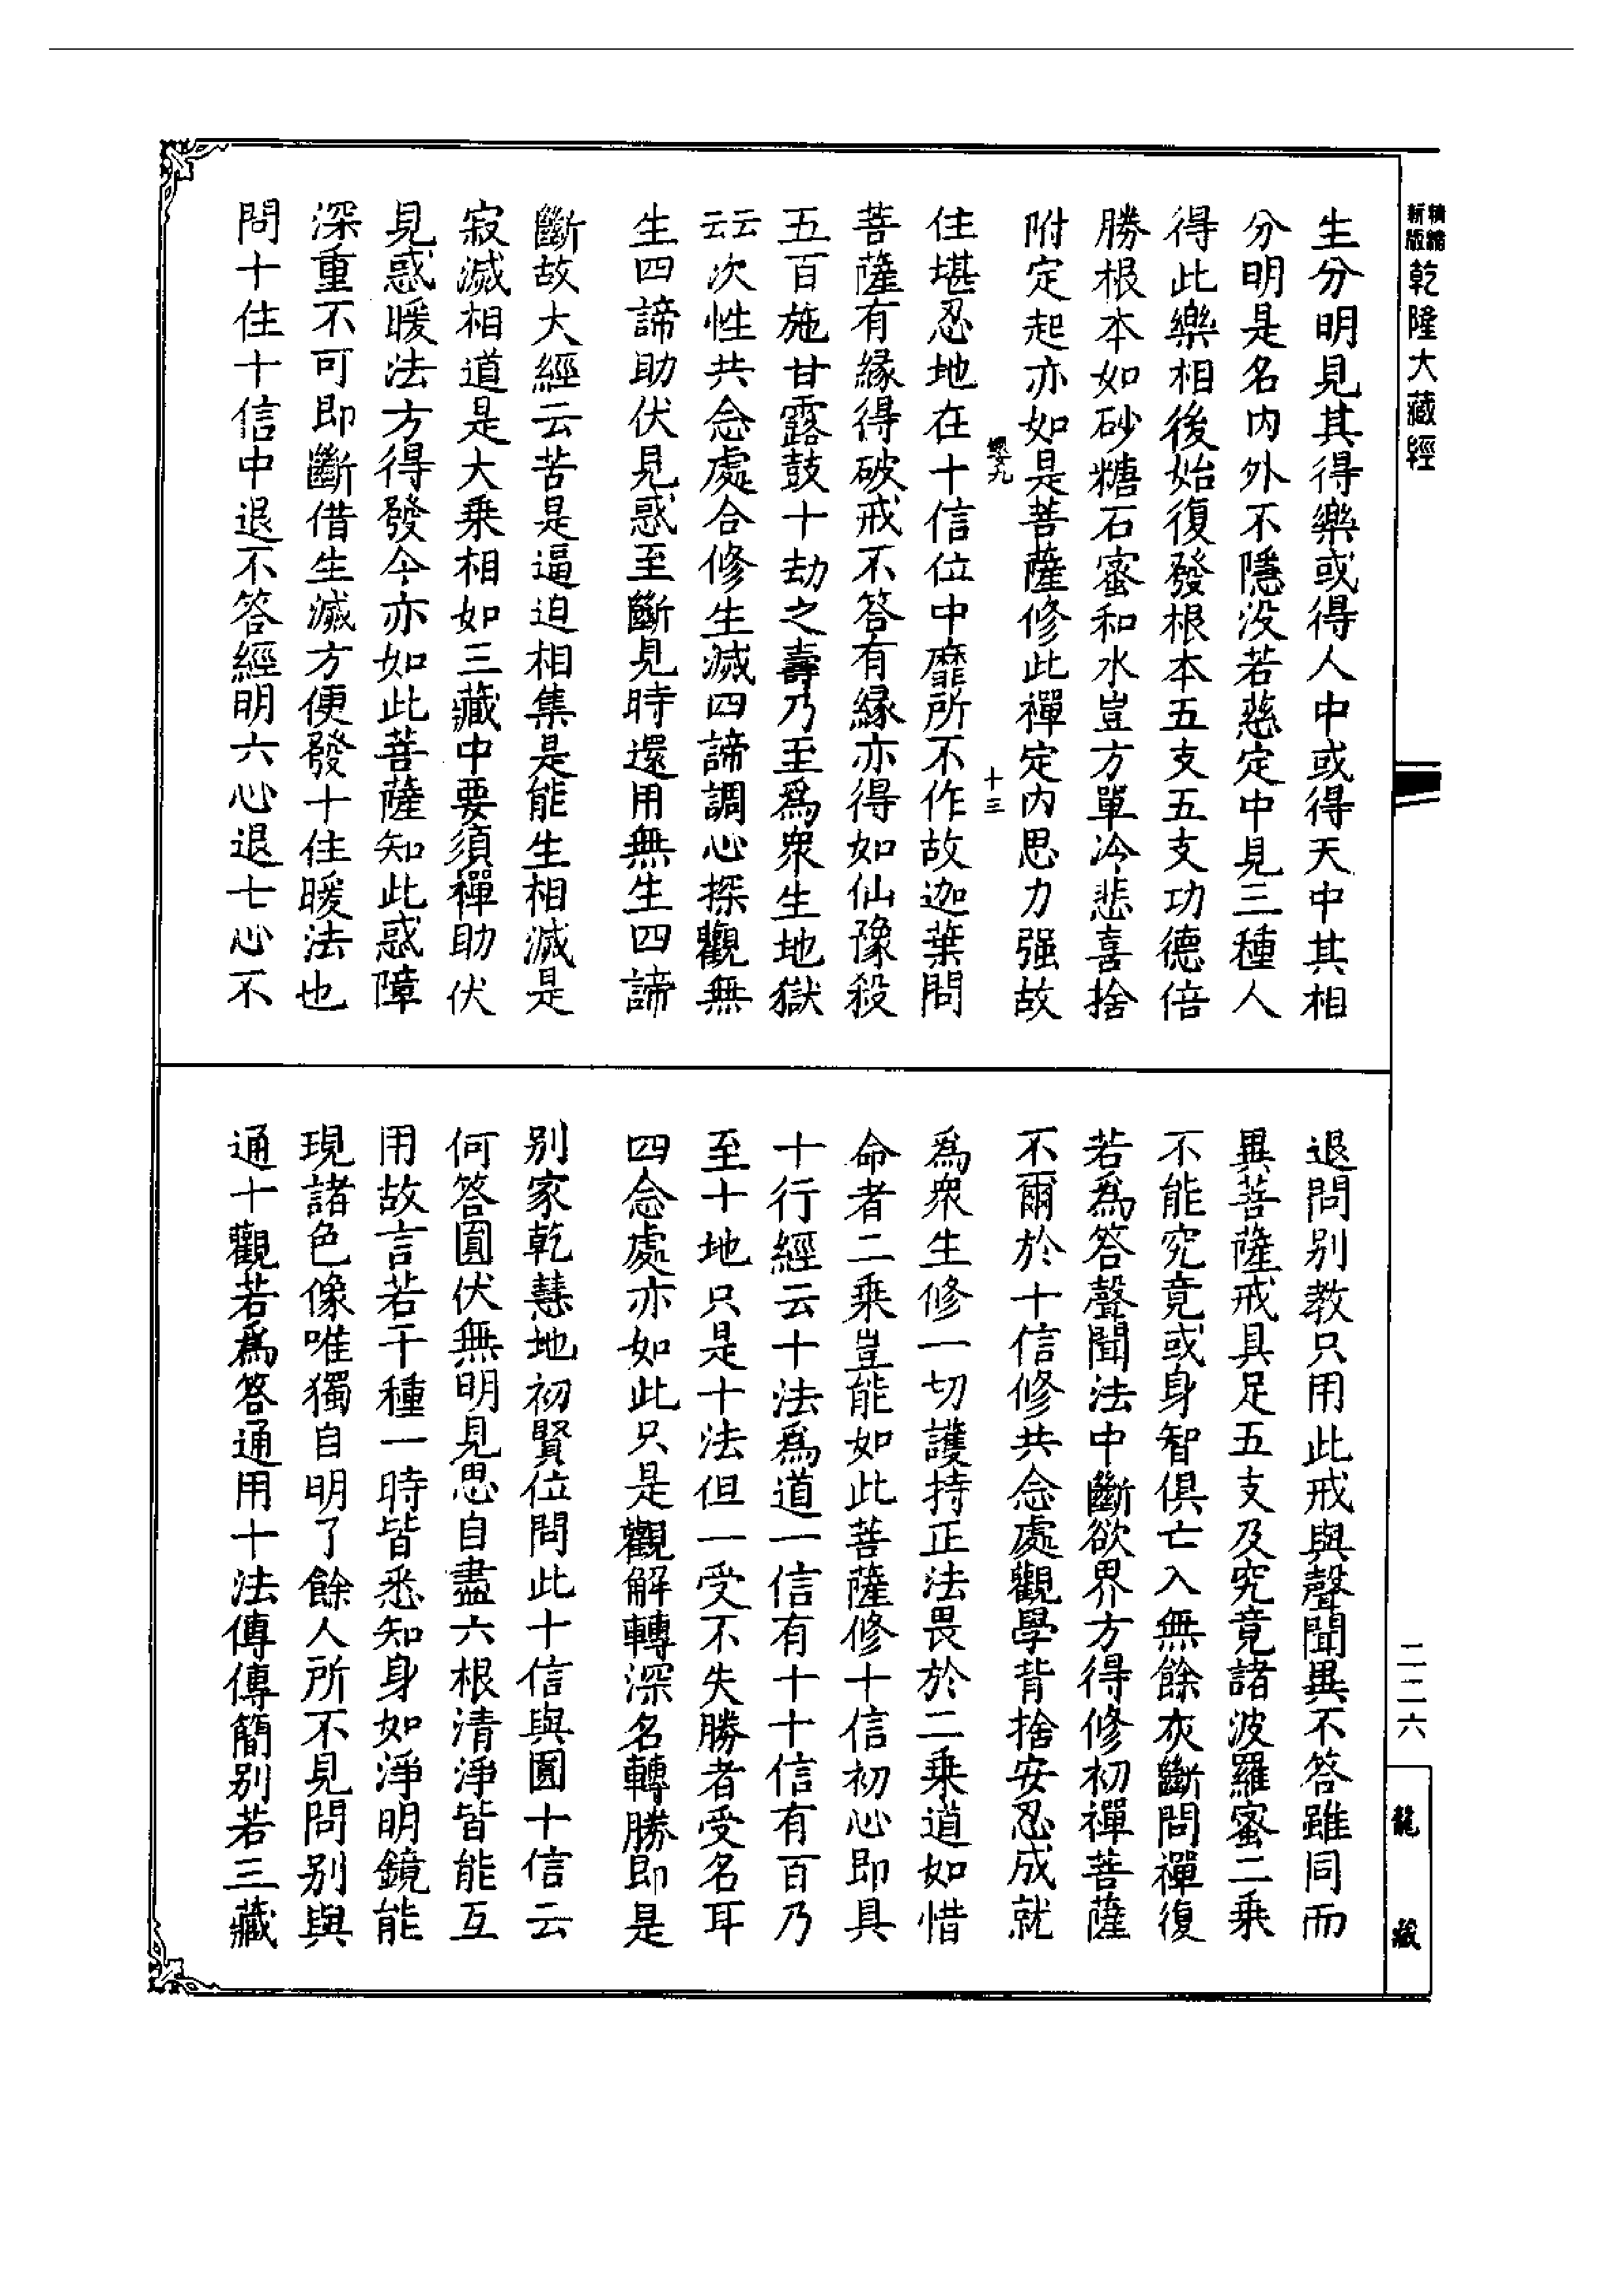 精縮
新版
乾隆大藏經
生分明見其得樂或得人中或得天中其相
分明是名內外不隱没若慈定中見三種人
得此樂相後始復發根本五支五支功德倍
勝根本如砂糖石蜜和水豈方單冷悲喜捨
附定起亦如是菩薩修此禪定内思力强故
十三
住堪忍地在十信位中靡所不作故迦葉問
菩薩有緣得破戒不答有緣亦得如仙豫殺
五百施甘露鼓十劫之壽乃至爲衆生地獄
云云次性共念處合修生滅四諦調心探觀無
生四諦助伏見惑至斷見時還用無生四諦
斷故大經云苦是逼迫相集是能生相滅是
寂滅相道是大乘相如三藏中要須禪助伏
見惑暖法方得發今亦如此菩薩知此惑障
深重不可即斷借生滅方便發十住暖法也
問十住十信中退不答經明六心退七心不
退問别教只用此戒與聲聞異不答雖同而
異菩薩戒具足五支及究竟諸波羅蜜二乘
不能究竟或身智俱亡入無餘灰斷問禪復
若爲答聲聞法中斷欲界方得修初禪菩薩
不爾於十信修共念處觀學背捨安忍成就
爲衆生修一切護持正法畏於二乘道如惜
命者二乘豈能如此菩薩修十信初心即具
十行經云十法爲道一信有十十信有百乃
至十地只是十法但一受不失勝者受名耳
四念處亦如此只是觀解轉深名轉勝即是
别家乾慧地初賢位問此十信與圓十信云
何答圓伏無明見思自盡六根清淨皆能互
用故言若干種一時皆悉知身如淨明鏡能
現諸色像唯獨自明了餘人所不見問别與
通十觀若爲答通用十法傳傳簡别若三藏
二二六
龍藏